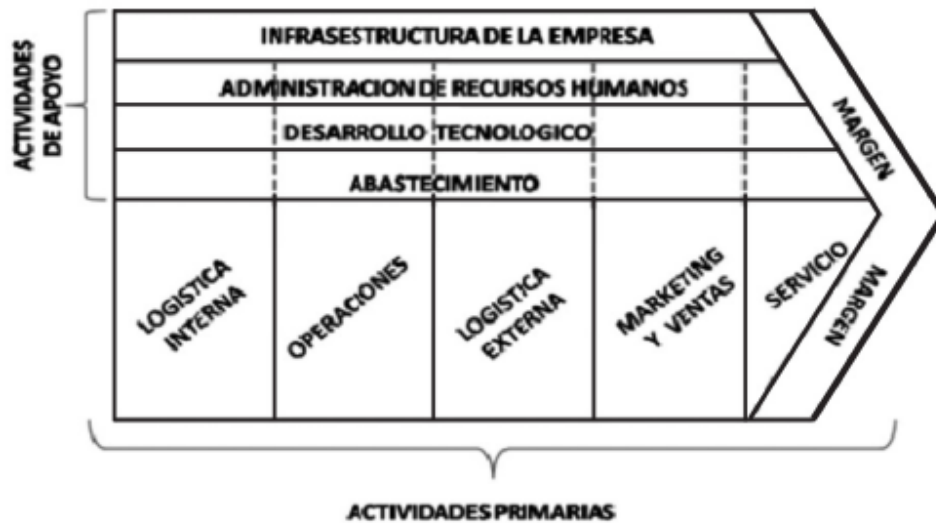 ACTIVIDADES
DE APOYO
INFRASESTRUCTURA DE LA EMPRESA
ADMINISTRACION DE RECURSOS HUMANOS
DESARROLLO TECNOLOGICO
ABASTECIMIENTO
MARGEN
LOGISTICA
INTERNA
OPERACIONES
LOGISTICA
EXTERNA
MARKETING
Y VENTAS
SERVICIO
MARGEN
ACTIVIDADES PRIMARIAS